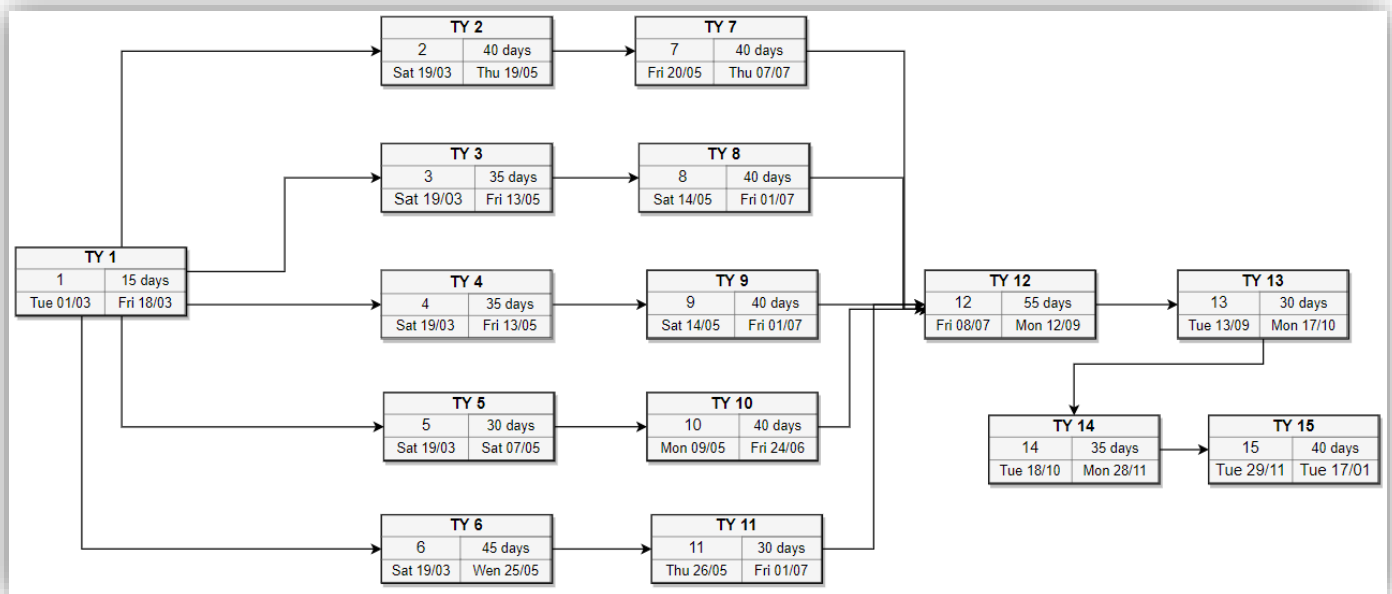 TY 2
2 40 days
Sat 19/03 Thu 19/05
TY 7
7 40 days
Fri 20/05 Thu 07/07
TY 3
3 35 days
Sat 19/03 Fri 13/05
TY 8
8 40 days
Sat 14/05 Fri 01/07
TY 1
1 15 days
Tue 01/03 Fri 18/03
TY 4
4 35 days
Sat 19/03 Fri 13/05
TY 9
9 40 days
Sat 14/05 Fri 01/07
TY 12
12 55 days
Fri 08/07 Mon 12/09
TY 13
13 30 days
Tue 13/09 Mon 17/10
TY 5
5 30 days
Sat 19/03 Sat 07/05
TY 10
10 40 days
Mon 09/05 Fri 24/06
TY 14
14 35 days
Tue 18/10 Mon 28/11
TY 15
15 40 days
Tue 29/11 Tue 17/01
TY 6
6 45 days
Sat 19/03 Wen 25/05
TY 11
11 30 days
Thu 26/05 Fri 01/07